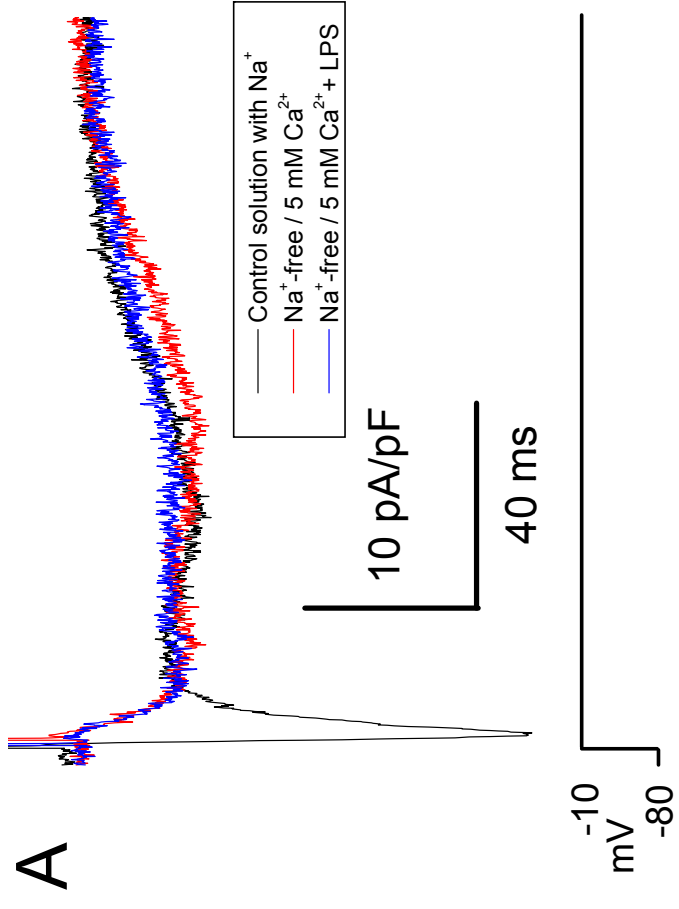 A
Control solution with Na⁺
Na⁺-free / 5 mM Ca²⁺
Na⁺-free / 5 mM Ca²⁺+ LPS
10 pA/pF
40 ms
-10
mV
-80